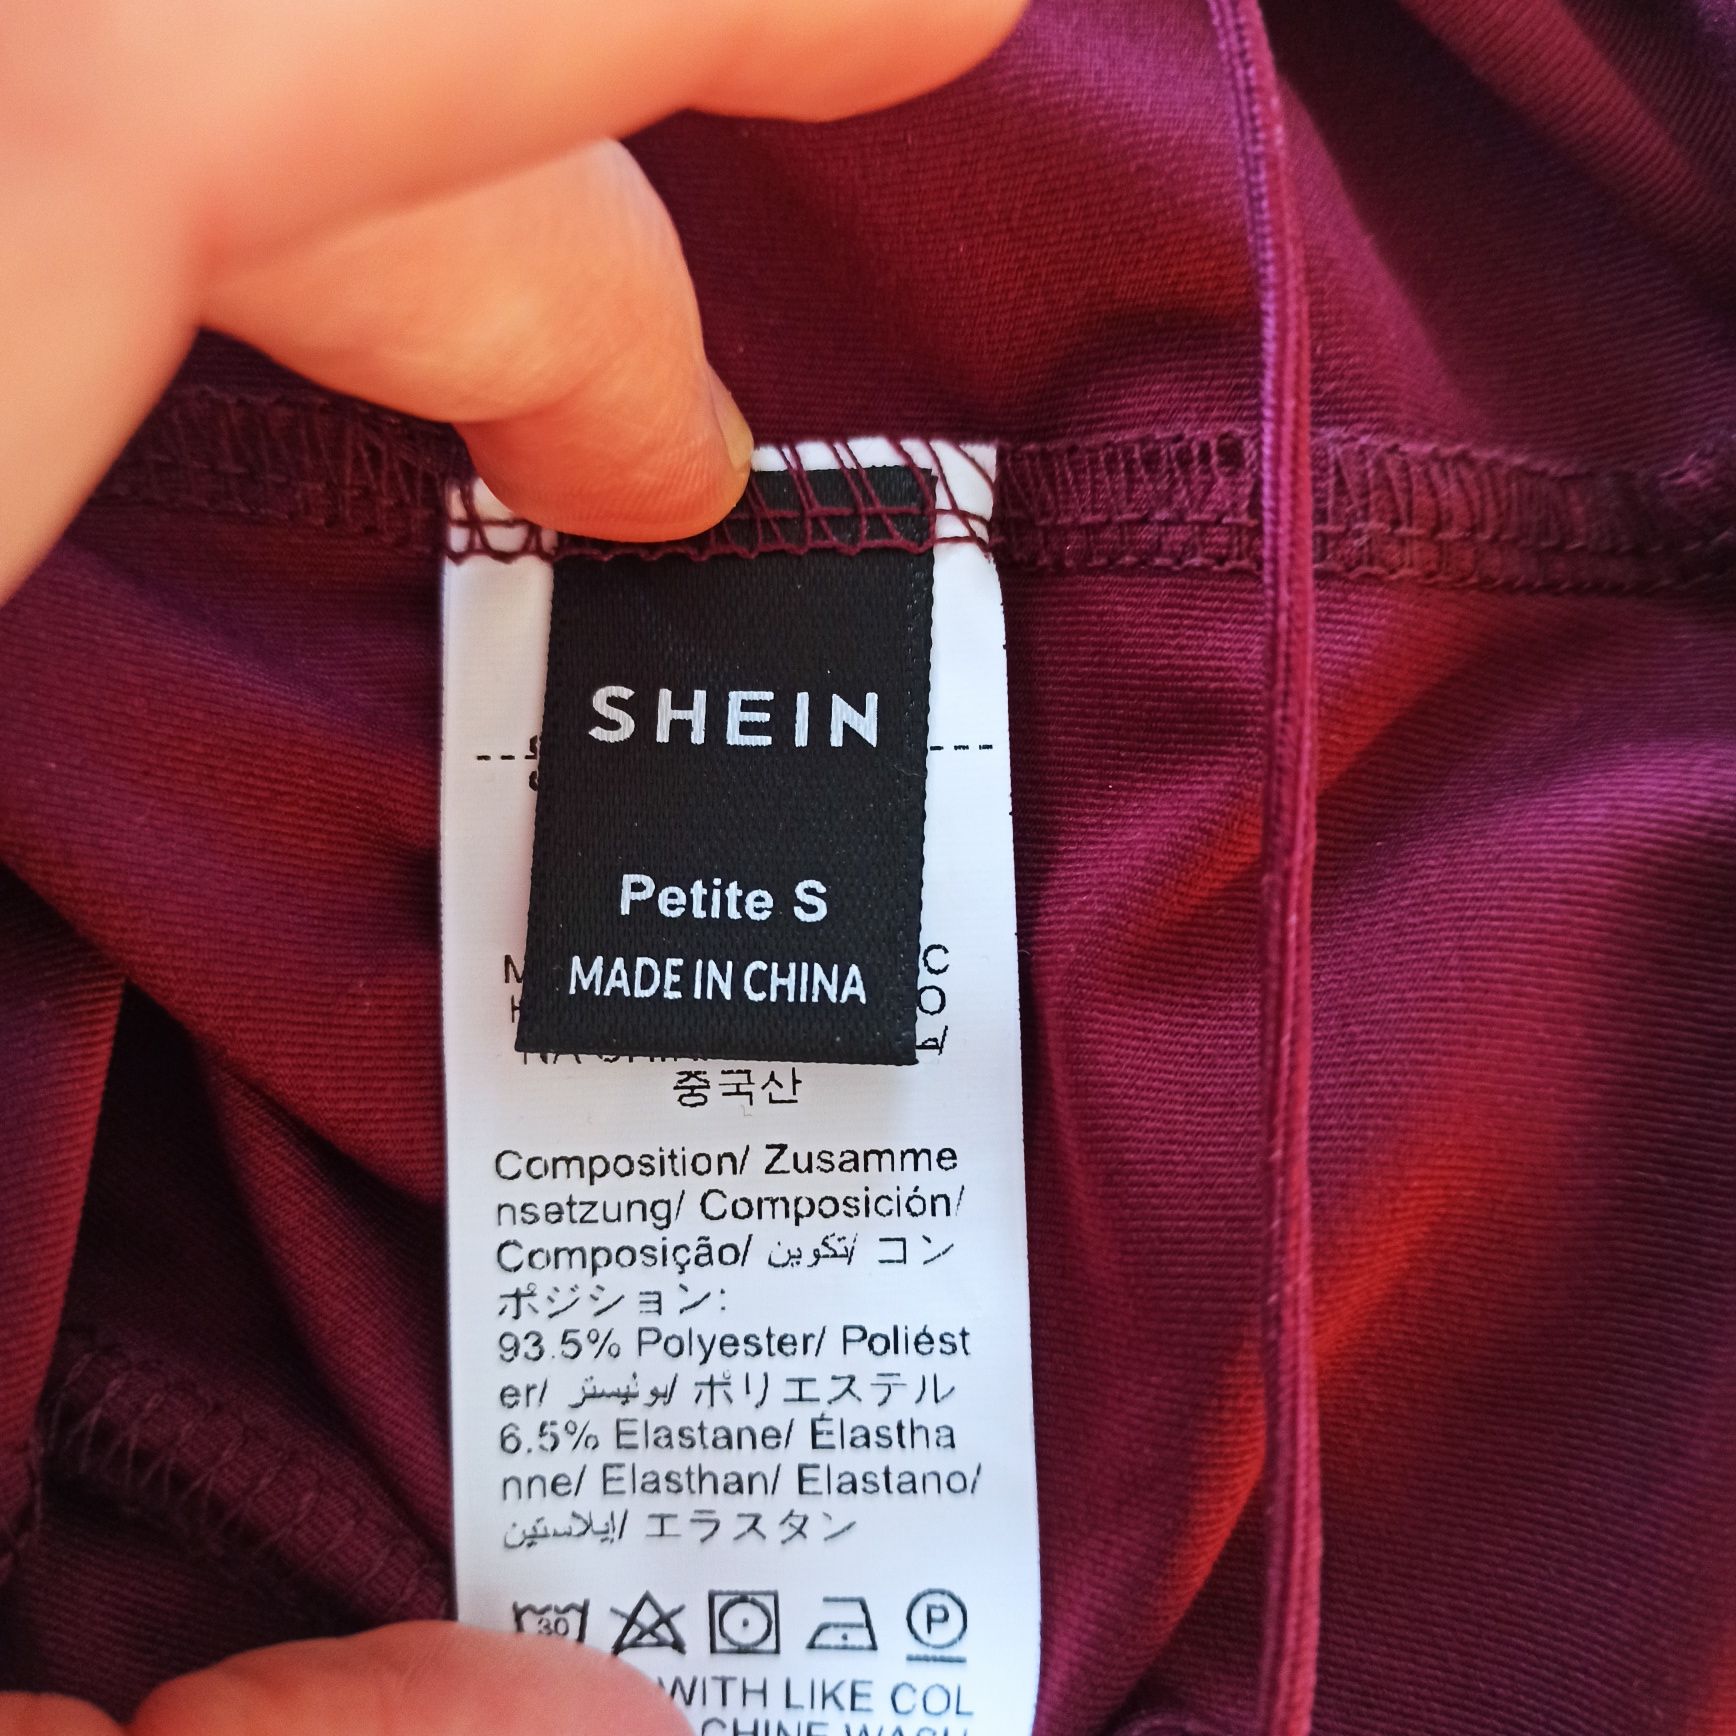 SHEIN
Petite S
MADE IN CHINA
중국산
Composition/ Zusamme
nsetzung/ Composición/
Composição/ تكوين/ コン
ポジション:
93.5% Polyester/ Poliést
er/ بوليستر/ ポリエステル
6.5% Elastane/ Élastha
nne/ Elasthan/ Elastano/
إيلاستين/ エラスタン
30
P
WITH LIKE COL